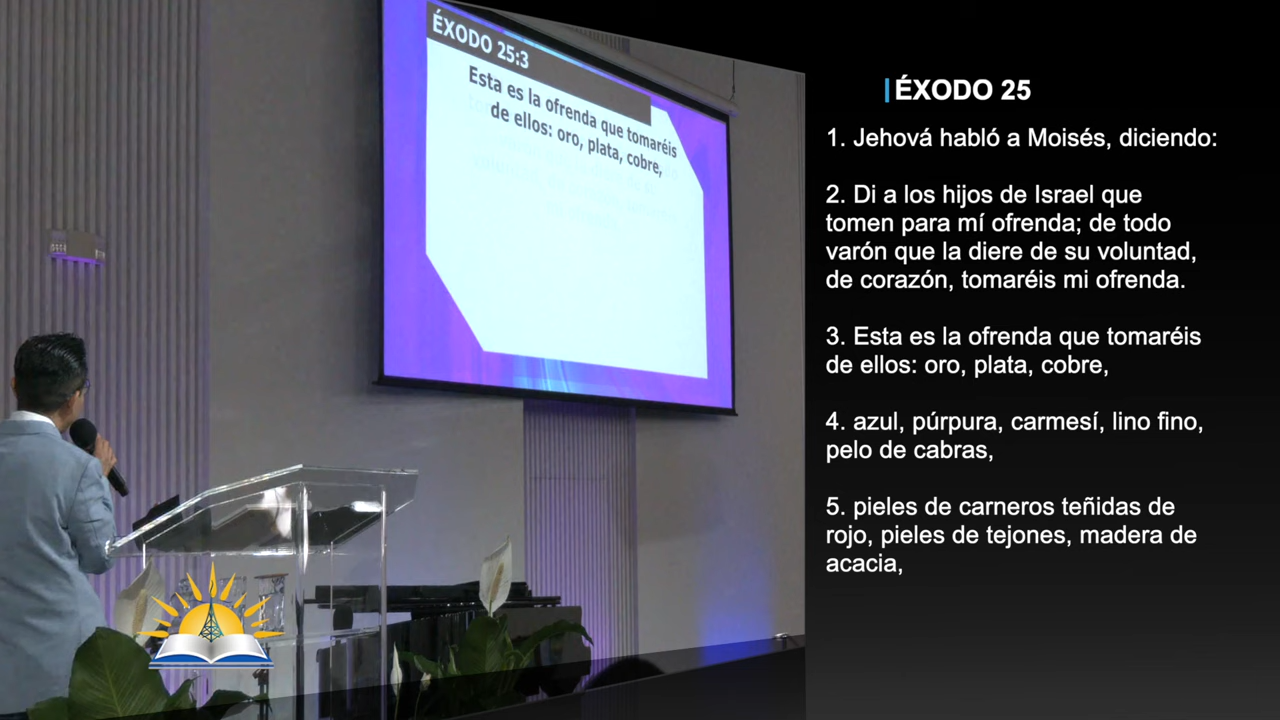 ÉXODO 25:3
Esta es la ofrenda que tomaréis
de ellos: oro, plata, cobre,
ÉXODO 25
1. Jehová habló a Moisés, diciendo:
2. Di a los hijos de Israel que
tomen para mí ofrenda; de todo
varón que la diere de su voluntad,
de corazón, tomaréis mi ofrenda.
3. Esta es la ofrenda que tomaréis
de ellos: oro, plata, cobre,
4. azul, púrpura, carmesí, lino fino,
pelo de cabras,
5. pieles de carneros teñidas de
rojo, pieles de tejones, madera de
acacia,